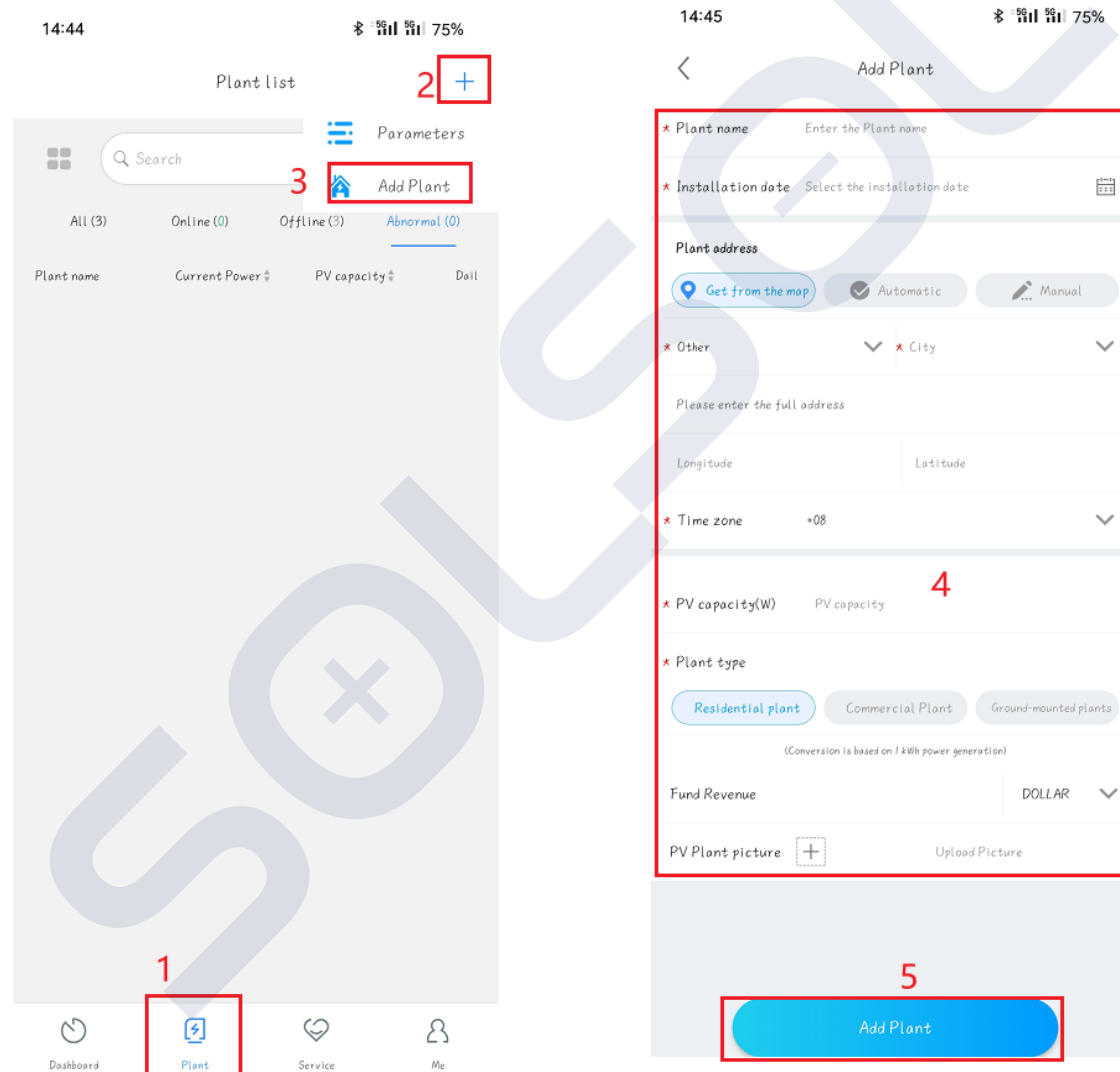 14:44
5G 5G 75%
Plant list
2
Parameters
Search
3
Add Plant
All (3) Online (0) Offline (3) Abnormal (0)
Plant name Current Power PV capacity Dail
1
Dashboard Plant Service Me
14:45
5G 5G 75%
Add Plant
* Plant name Enter the Plant name
* Installation date Select the installation date
Plant address
Get from the map Automatic Manual
* Other * City
Please enter the full address
Longitude Latitude
* Time zone +08
4
* PV capacity(W) PV capacity
* Plant type
Residential plant Commercial Plant Ground-mounted plants
(Conversion is based on 1 kWh power generation)
Fund Revenue DOLLAR
PV Plant picture Upload Picture
5
Add Plant